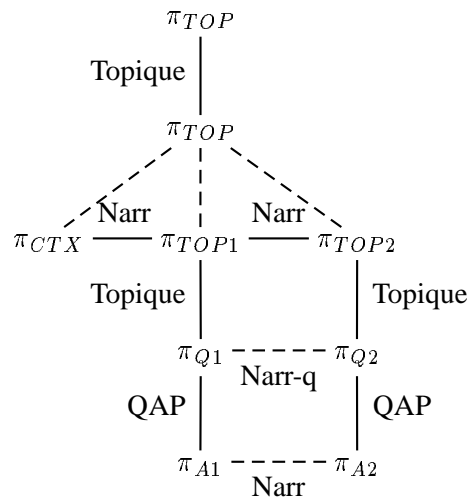 π_TOP
Topique
π_TOP
Narr Narr
π_CTX π_TOP1 π_TOP2
Topique Topique
π_Q1 π_Q2
Narr-q
QAP QAP
π_A1 π_A2
Narr